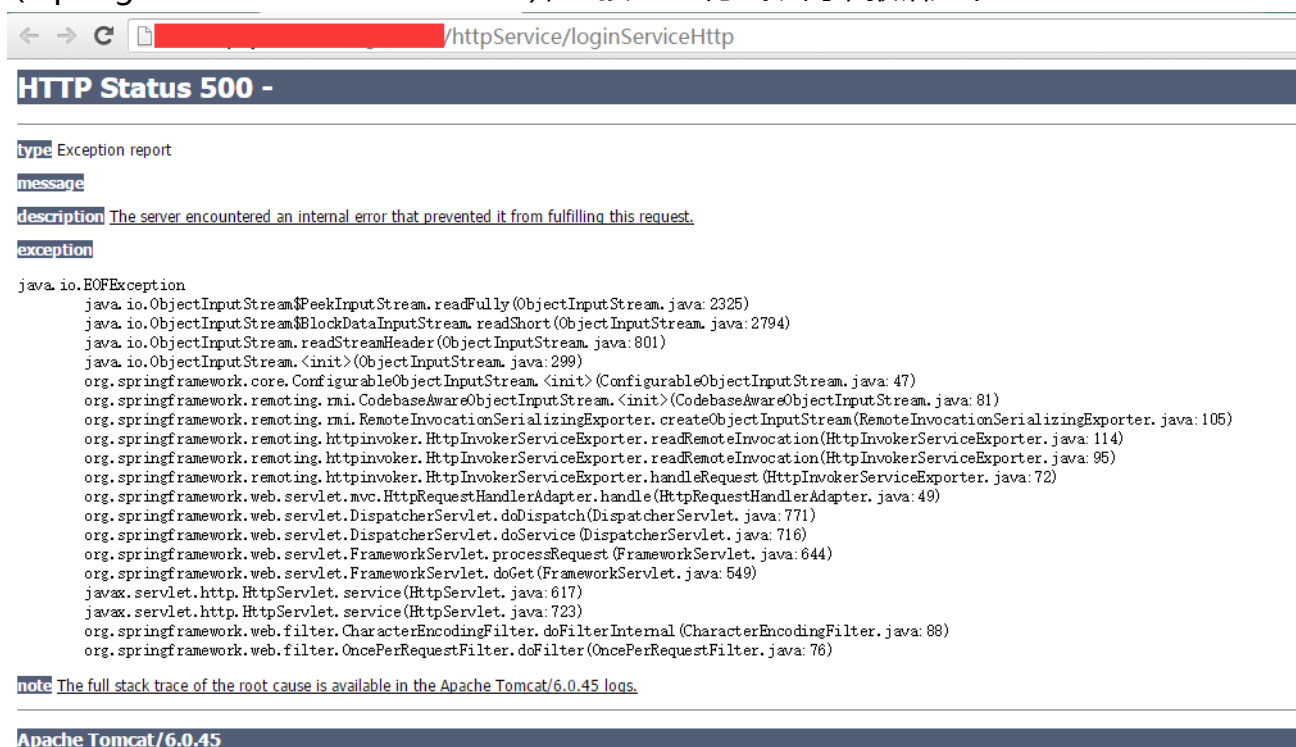 /httpService/loginServiceHttp
HTTP Status 500 -
type Exception report
message
description The server encountered an internal error that prevented it from fulfilling this request.
exception
java.io.EOFException
java.io.ObjectInputStream$PeekInputStream.readFully(ObjectInputStream.java:2325)
java.io.ObjectInputStream$BlockDataInputStream.readShort(ObjectInputStream.java:2794)
java.io.ObjectInputStream.readStreamHeader(ObjectInputStream.java:801)
java.io.ObjectInputStream.<init>(ObjectInputStream.java:299)
org.springframework.core.ConfigurableObjectInputStream.<init>(ConfigurableObjectInputStream.java:47)
org.springframework.remoting.rmi.CodebaseAwareObjectInputStream.<init>(CodebaseAwareObjectInputStream.java:81)
org.springframework.remoting.rmi.RemoteInvocationSerializingExporter.createObjectInputStream(RemoteInvocationSerializingExporter.java:105)
org.springframework.remoting.httpinvoker.HttpInvokerServiceExporter.readRemoteInvocation(HttpInvokerServiceExporter.java:114)
org.springframework.remoting.httpinvoker.HttpInvokerServiceExporter.readRemoteInvocation(HttpInvokerServiceExporter.java:95)
org.springframework.remoting.httpinvoker.HttpInvokerServiceExporter.handleRequest(HttpInvokerServiceExporter.java:72)
org.springframework.web.servlet.mvc.HttpRequestHandlerAdapter.handle(HttpRequestHandlerAdapter.java:49)
org.springframework.web.servlet.DispatcherServlet.doDispatch(DispatcherServlet.java:771)
org.springframework.web.servlet.DispatcherServlet.doService(DispatcherServlet.java:716)
org.springframework.web.servlet.FrameworkServlet.processRequest(FrameworkServlet.java:644)
org.springframework.web.servlet.FrameworkServlet.doGet(FrameworkServlet.java:549)
javax.servlet.http.HttpServlet.service(HttpServlet.java:617)
javax.servlet.http.HttpServlet.service(HttpServlet.java:723)
org.springframework.web.filter.CharacterEncodingFilter.doFilterInternal(CharacterEncodingFilter.java:88)
org.springframework.web.filter.OncePerRequestFilter.doFilter(OncePerRequestFilter.java:76)
note The full stack trace of the root cause is available in the Apache Tomcat/6.0.45 logs.
Apache Tomcat/6.0.45